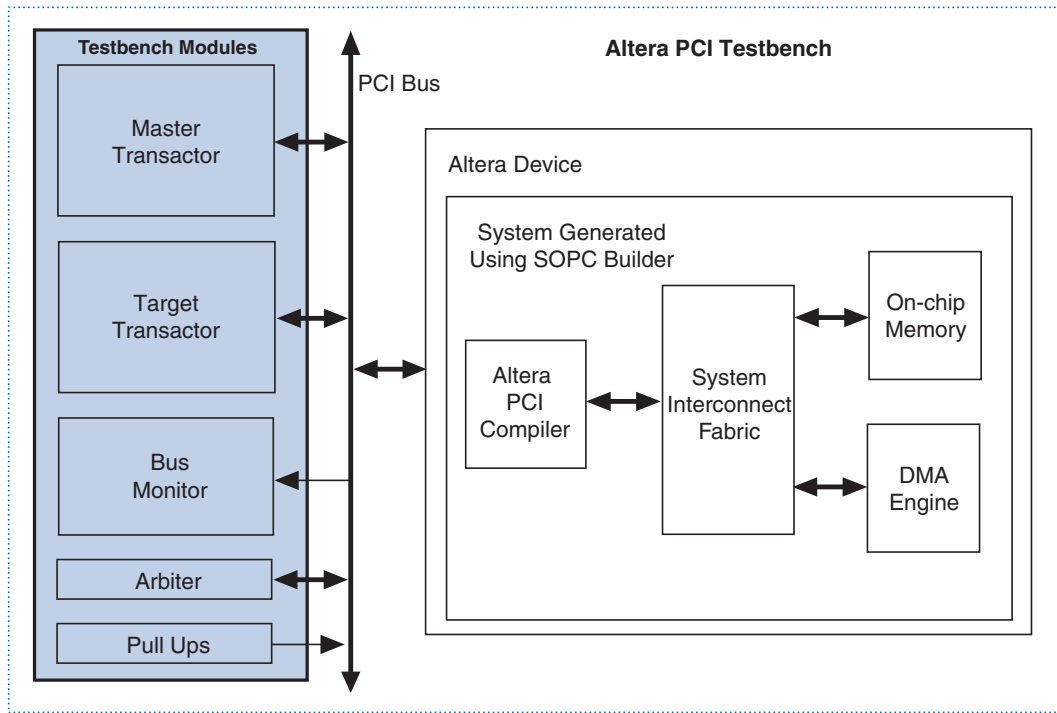 Testbench Modules
Altera PCI Testbench
PCI Bus
Master
Transactor
Target
Transactor
Bus
Monitor
Arbiter
Pull Ups
Altera Device
System Generated
Using SOPC Builder
Altera
PCI
Compiler
System
Interconnect
Fabric
On-chip
Memory
DMA
Engine